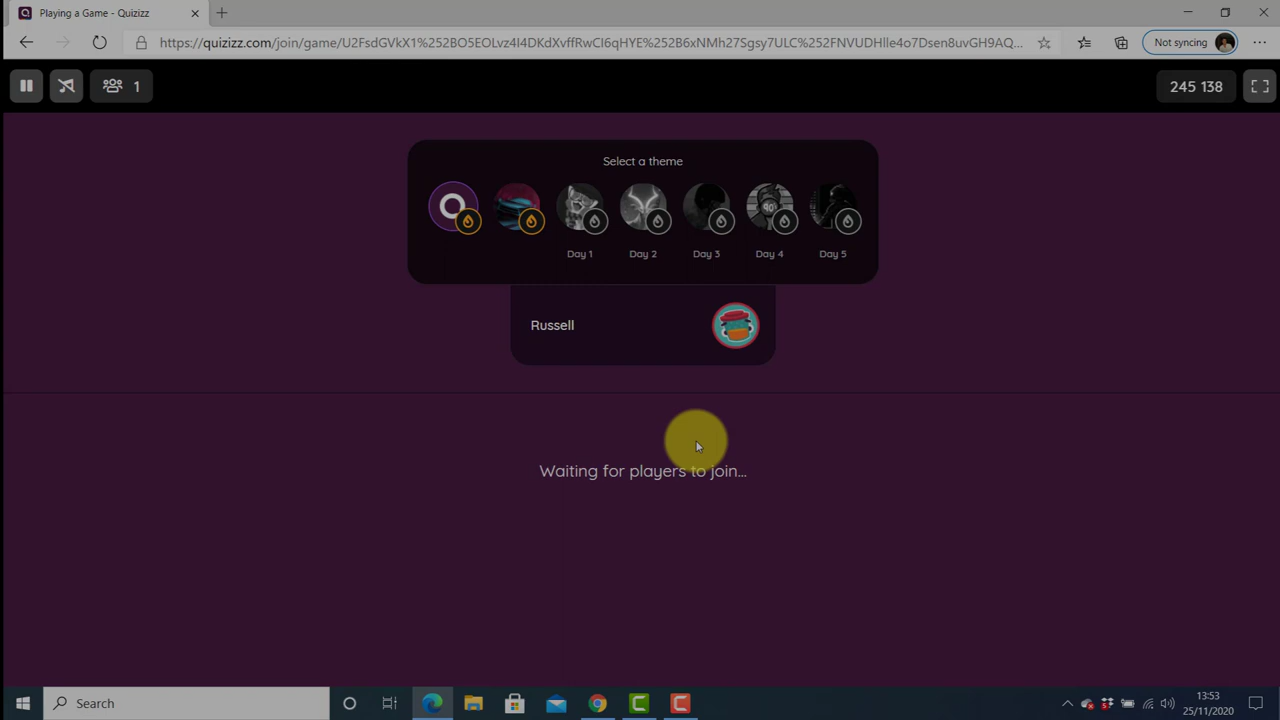 Playing a Game - Quizizz
https://quizizz.com/join/game/U2FsdGVkX1%252BO5EOLvz4l4DKdXvffRwCI6qHYE%252B6xNMh27Sgsy7ULC%252FNVUDHlle4o7Dsen8uvGH9AQ...
Not syncing
1
245 138
Select a theme
Day 1
Day 2
Day 3
Day 4
Day 5
Russell
Waiting for players to join...
Search
13:53
25/11/2020